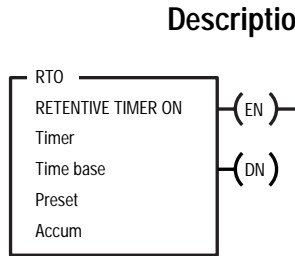 Descriptio
RTO
RETENTIVE TIMER ON
EN
Timer
Time base
DN
Preset
Accum